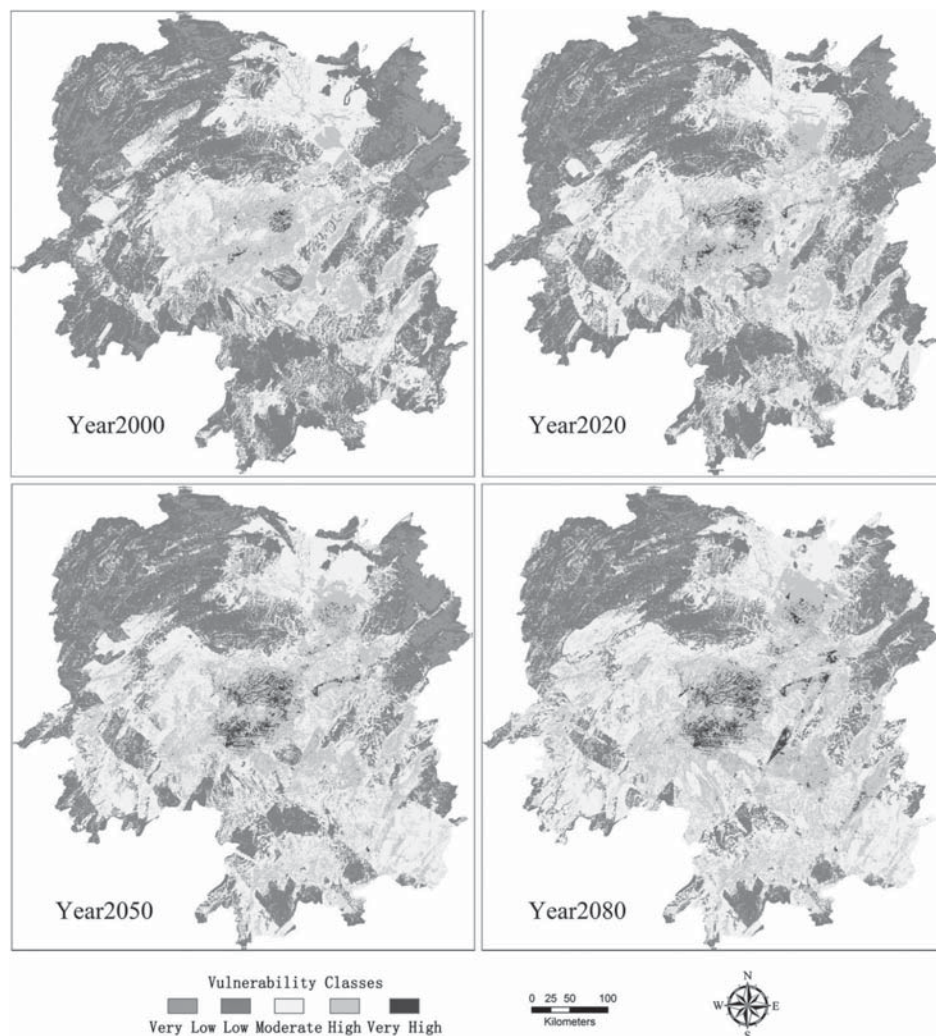 Year2000
Year2020
Year2050
Year2080
Vulnerability Classes
Very Low Low Moderate High Very High
0 25 50 100
Kilometers
N
W E
S